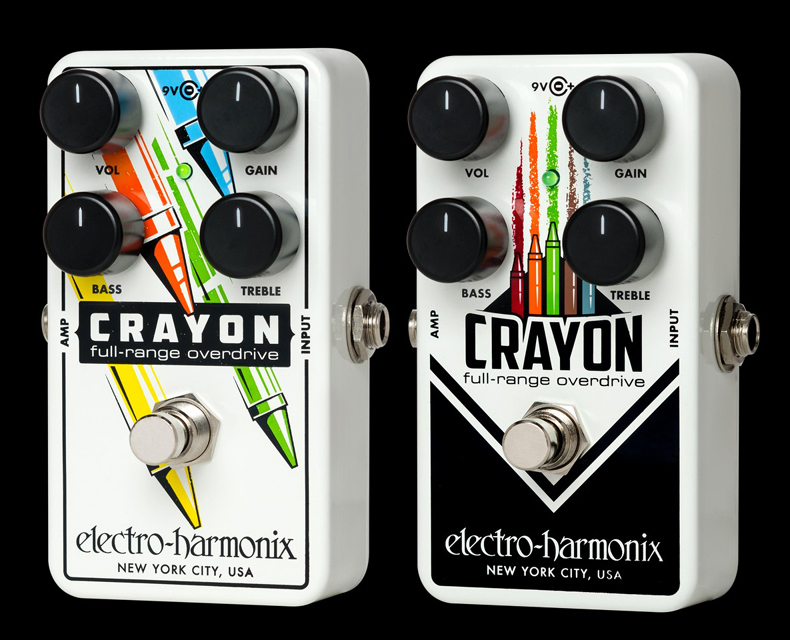 9V
VOL
GAIN
BASS
TREBLE
AMP
CRAYON
INPUT
full-range overdrive
electro-harmonix
NEW YORK CITY, USA
9V +
VOL
GAIN
BASS
TREBLE
AMP
CRAYON
INPUT
full-range overdrive
electro-harmonix
NEW YORK CITY, USA